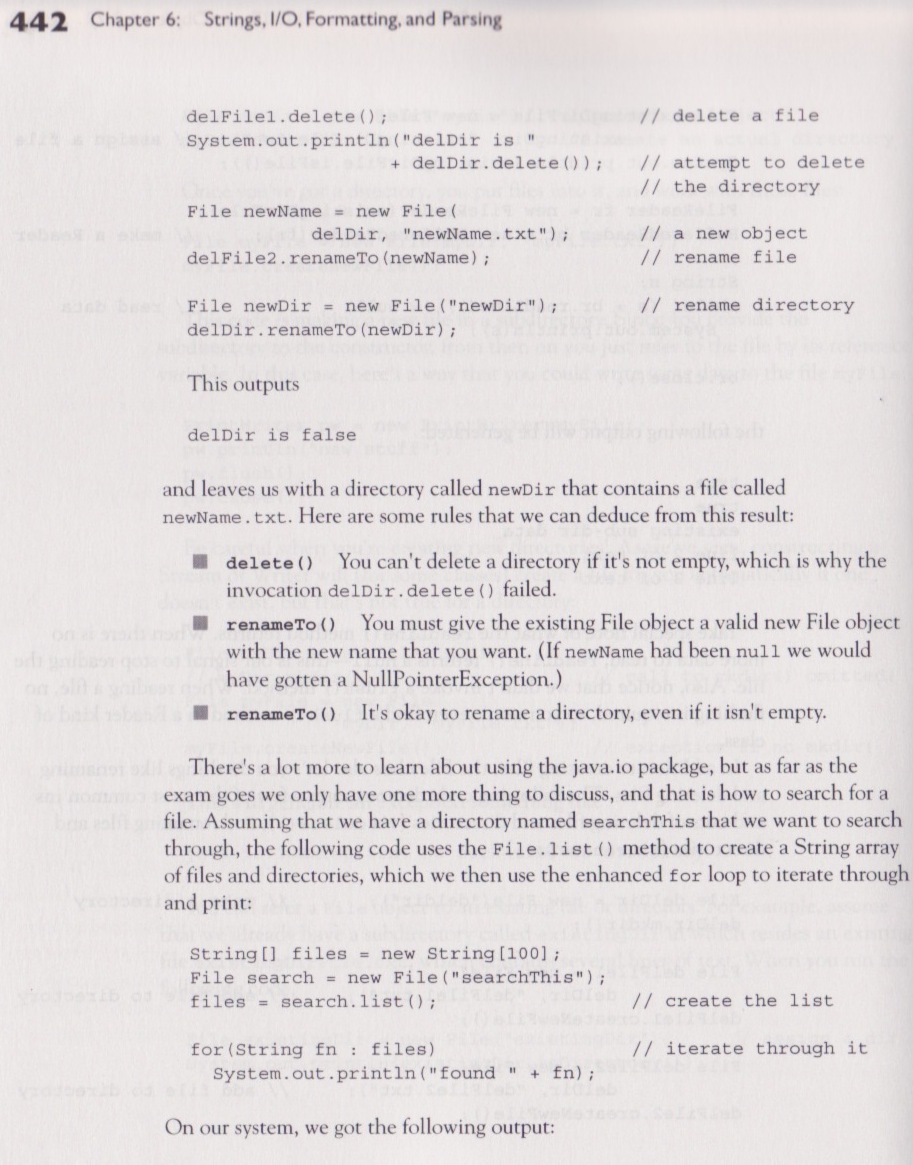 442 Chapter 6: Strings, I/O, Formatting, and Parsing
delFile1.delete(); // delete a file
System.out.println("delDir is "
+ delDir.delete()); // attempt to delete
// the directory
File newName = new File(
delDir, "newName.txt"); // a new object
delFile2.renameTo(newName); // rename file
File newDir = new File("newDir"); // rename directory
delDir.renameTo(newDir);
This outputs
delDir is false
and leaves us with a directory called newDir that contains a file called
newName.txt. Here are some rules that we can deduce from this result:
■ delete() You can't delete a directory if it's not empty, which is why the
invocation delDir.delete() failed.
■ renameTo() You must give the existing File object a valid new File object
with the new name that you want. (If newName had been null we would
have gotten a NullPointerException.)
■ renameTo() It's okay to rename a directory, even if it isn't empty.
There's a lot more to learn about using the java.io package, but as far as the
exam goes we only have one more thing to discuss, and that is how to search for a
file. Assuming that we have a directory named searchThis that we want to search
through, the following code uses the File.list() method to create a String array
of files and directories, which we then use the enhanced for loop to iterate through
and print:
String[] files = new String[100];
File search = new File("searchThis");
files = search.list(); // create the list
for(String fn : files) // iterate through it
System.out.println("found " + fn);
On our system, we got the following output: